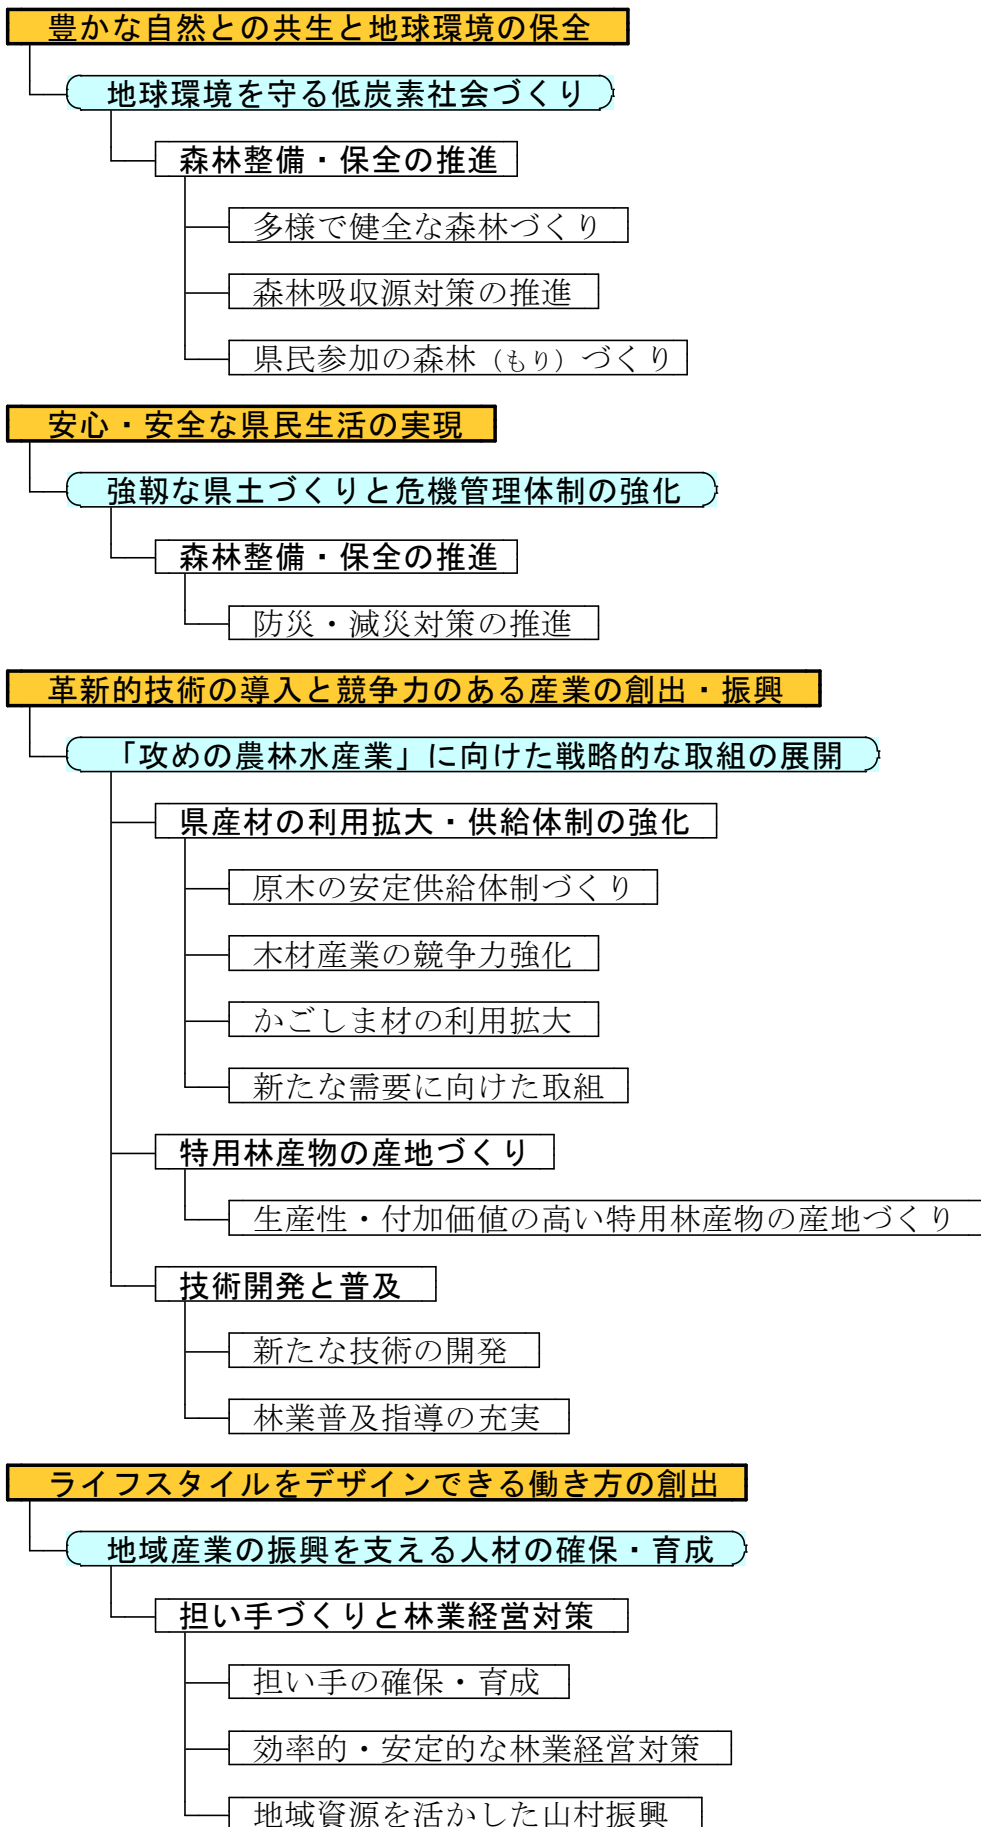 豊かな自然との共生と地球環境の保全
地球環境を守る低炭素社会づくり
森林整備・保全の推進
多様で健全な森林づくり
森林吸収源対策の推進
県民参加の森林（もり）づくり
安心・安全な県民生活の実現
強靱な県土づくりと危機管理体制の強化
森林整備・保全の推進
防災・減災対策の推進
革新的技術の導入と競争力のある産業の創出・振興
「攻めの農林水産業」に向けた戦略的な取組の展開
県産材の利用拡大・供給体制の強化
原木の安定供給体制づくり
木材産業の競争力強化
かごしま材の利用拡大
新たな需要に向けた取組
特用林産物の産地づくり
生産性・付加価値の高い特用林産物の産地づくり
技術開発と普及
新たな技術の開発
林業普及指導の充実
ライフスタイルをデザインできる働き方の創出
地域産業の振興を支える人材の確保・育成
担い手づくりと林業経営対策
担い手の確保・育成
効率的・安定的な林業経営対策
地域資源を活かした山村振興